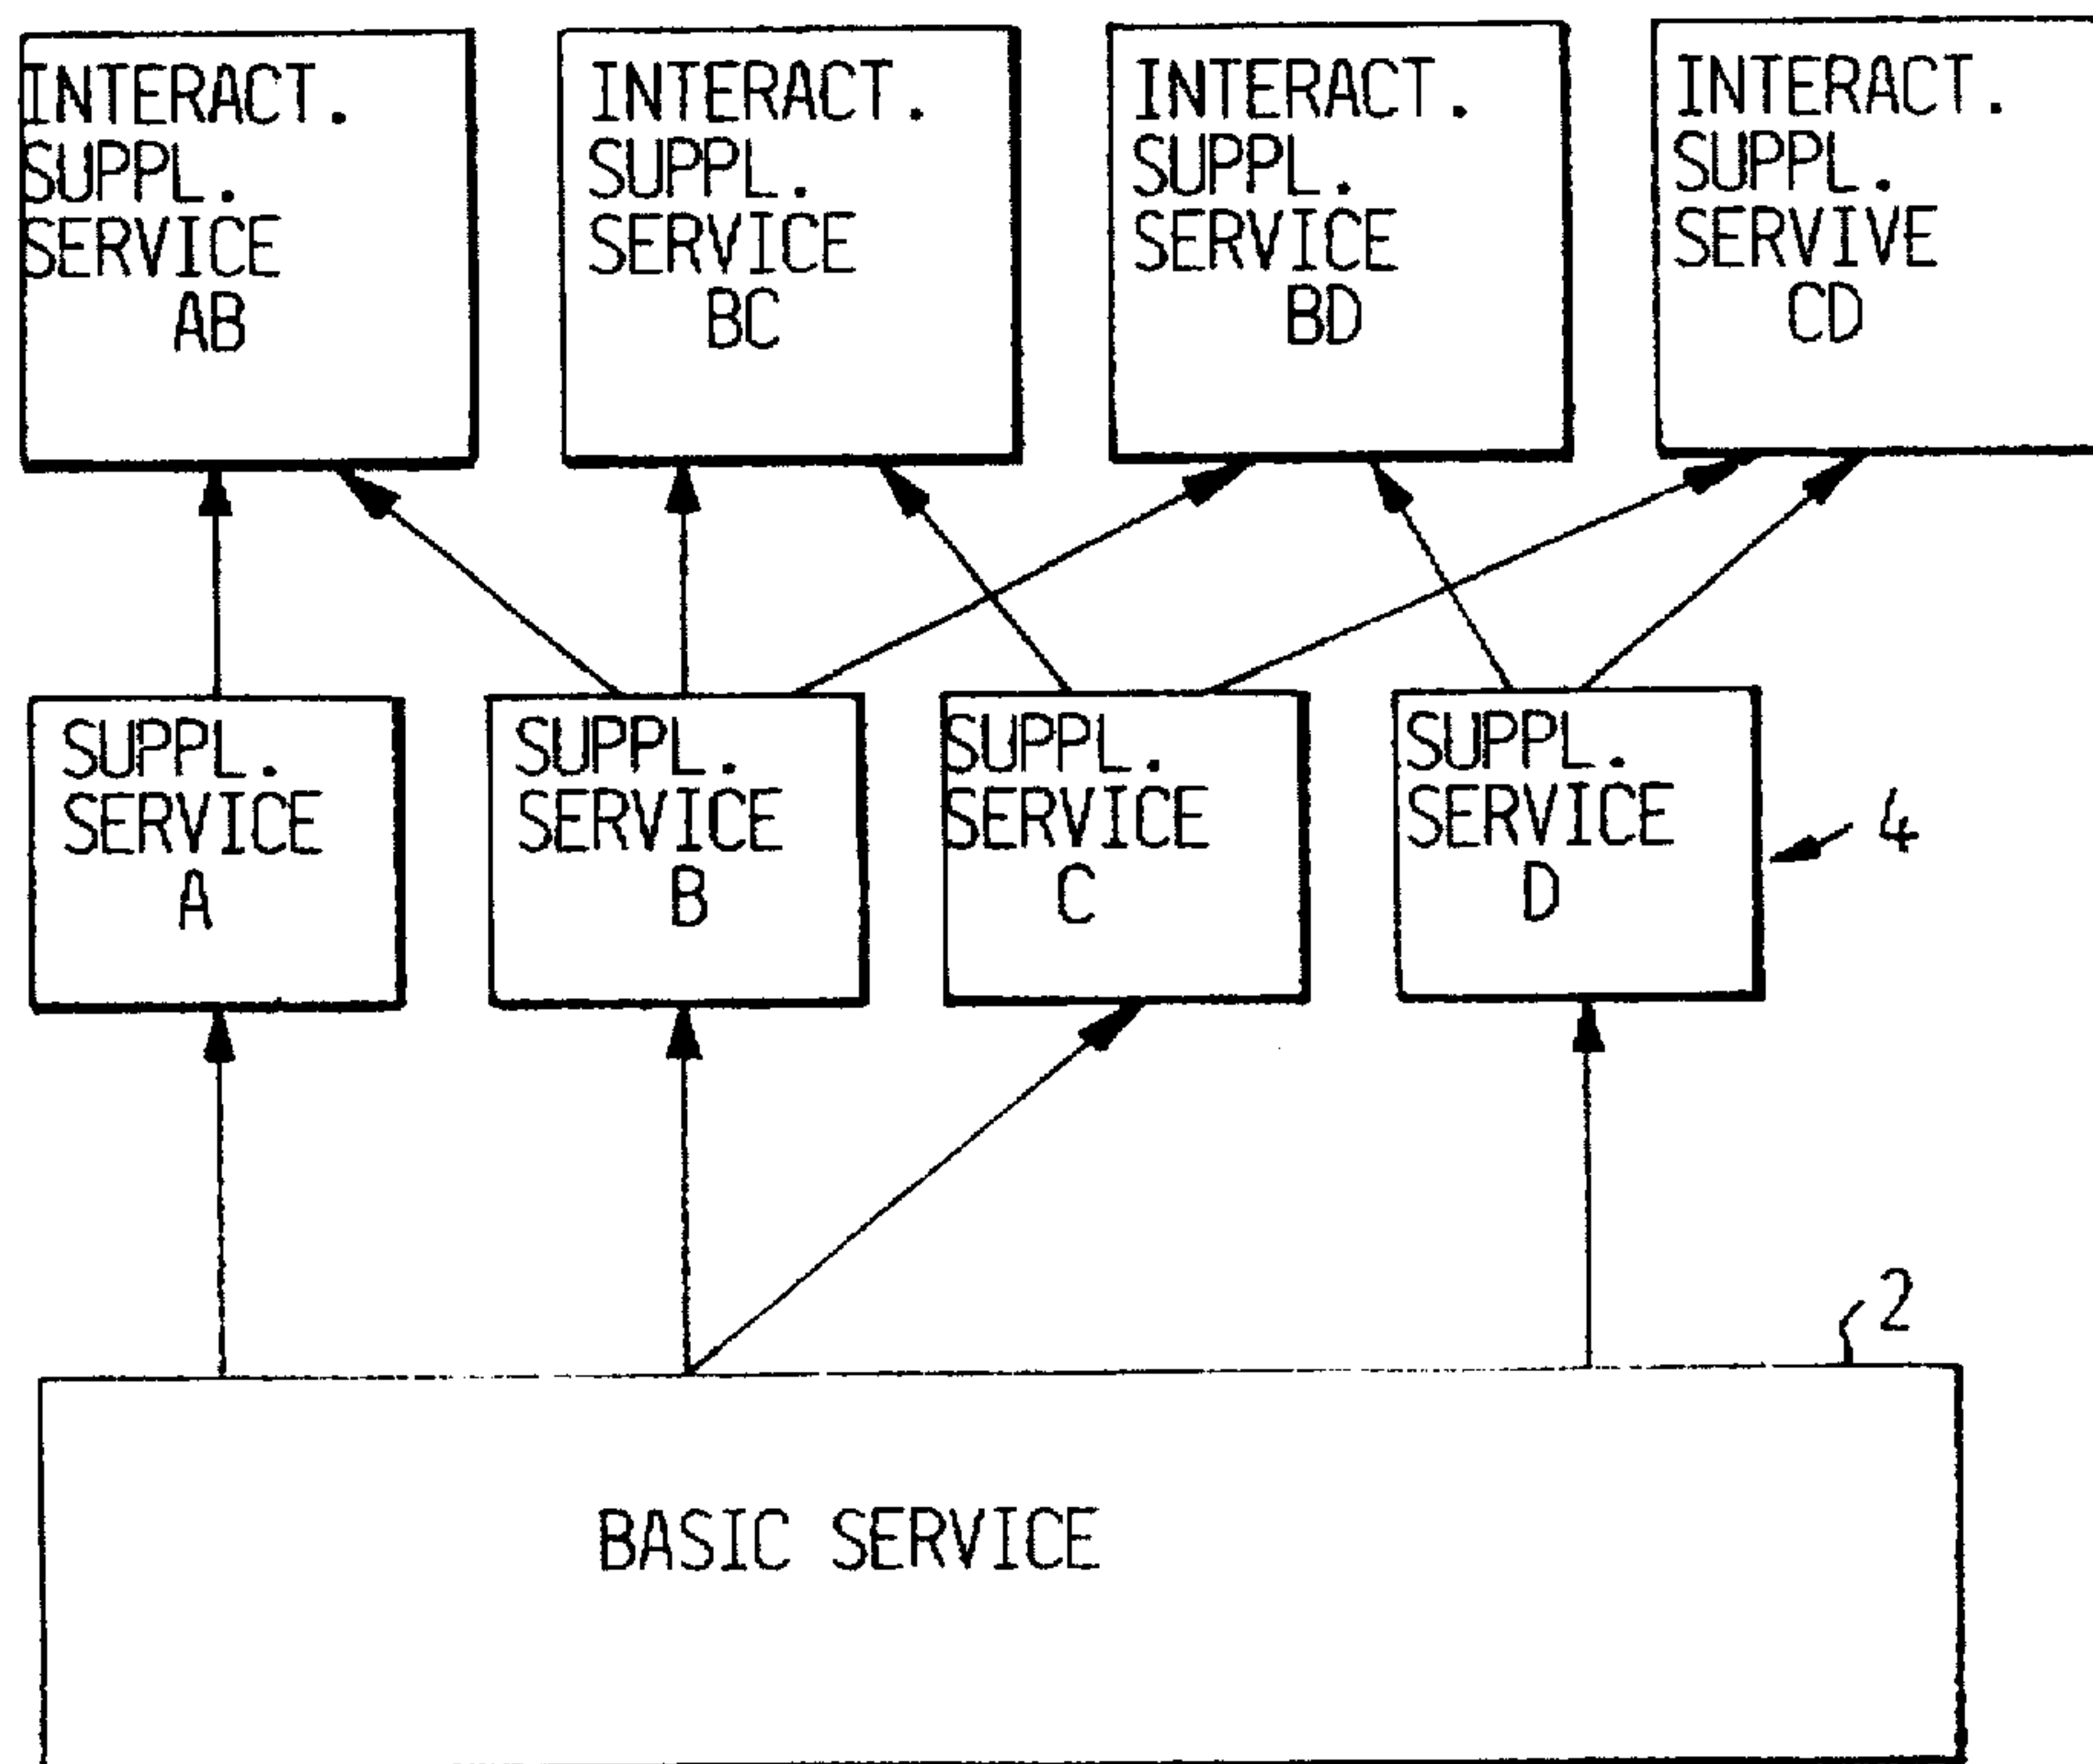 INTERACT.
SUPPL.
SERVICE
AB
INTERACT.
SUPPL.
SERVICE
BC
INTERACT.
SUPPL.
SERVICE
BD
INTERACT.
SUPPL.
SERVIVE
CD
SUPPL.
SERVICE
A
SUPPL.
SERVICE
B
SUPPL.
SERVICE
C
SUPPL.
SERVICE
D
4
2
BASIC SERVICE